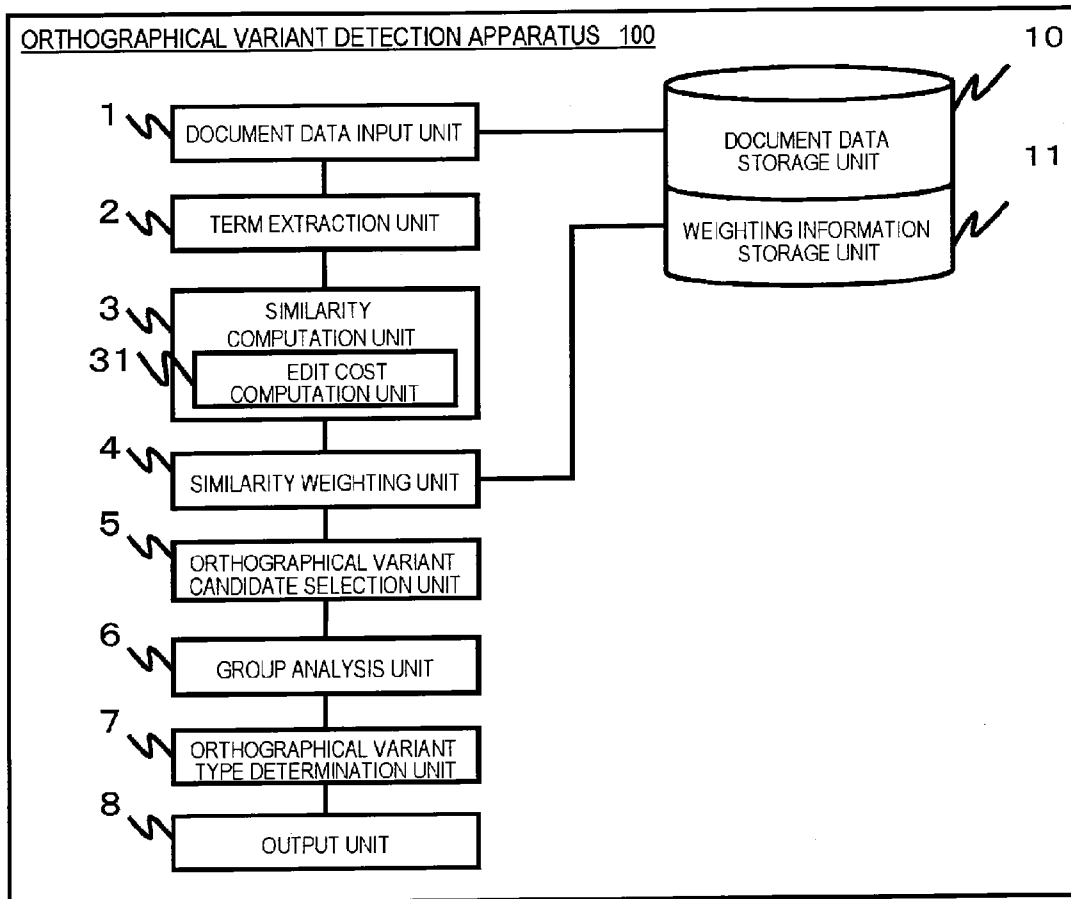 ORTHOGRAPHICAL VARIANT DETECTION APPARATUS 100
10
1
DOCUMENT DATA INPUT UNIT
DOCUMENT DATA
STORAGE UNIT
11
2
TERM EXTRACTION UNIT
WEIGHTING INFORMATION
STORAGE UNIT
3
SIMILARITY
COMPUTATION UNIT
31
EDIT COST
COMPUTATION UNIT
4
SIMILARITY WEIGHTING UNIT
5
ORTHOGRAPHICAL VARIANT
CANDIDATE SELECTION UNIT
6
GROUP ANALYSIS UNIT
7
ORTHOGRAPHICAL VARIANT
TYPE DETERMINATION UNIT
8
OUTPUT UNIT